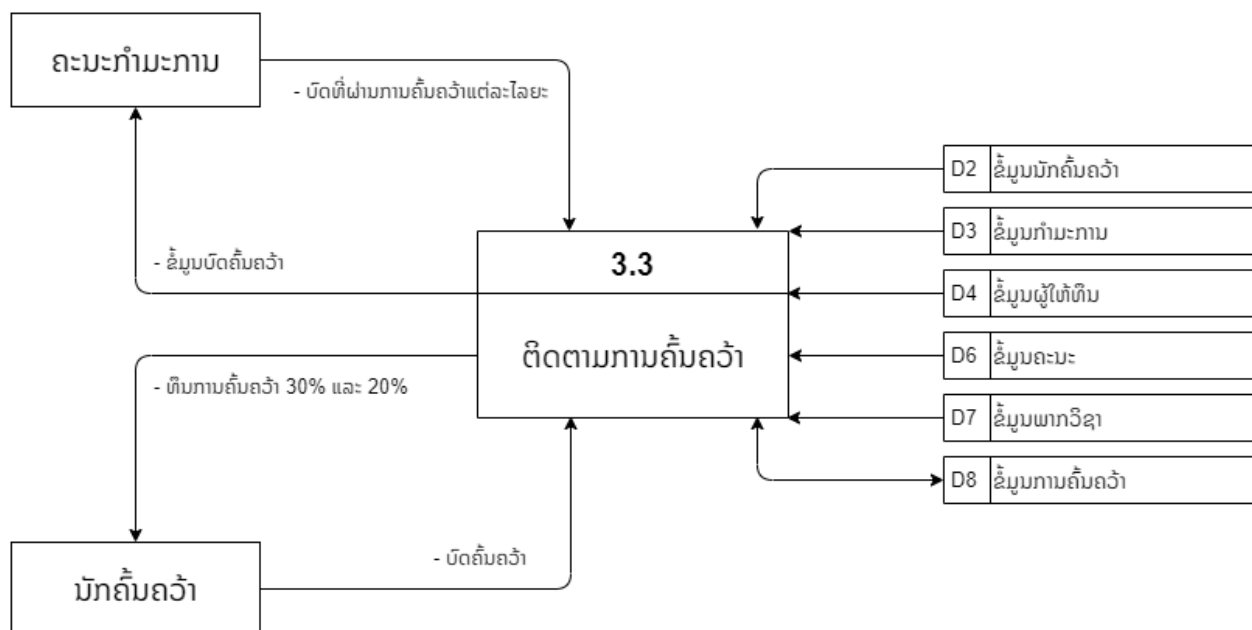 ຄະນະກຳມະການ
- ບົດທີ່ຜ່ານການຄົ້ນຄວ້າແຕ່ລະໄລຍະ
D2 ຂໍ້ມູນນັກຄົ້ນຄວ້າ
D3 ຂໍ້ມູນກຳມະການ
- ຂໍ້ມູນບົດຄົ້ນຄວ້າ
3.3
D4 ຂໍ້ມູນຜູ້ໃຫ້ທຶນ
ຕິດຕາມການຄົ້ນຄວ້າ
D6 ຂໍ້ມູນຄະນະ
- ທຶນການຄົ້ນຄວ້າ 30% ແລະ 20%
D7 ຂໍ້ມູນພາກວິຊາ
D8 ຂໍ້ມູນການຄົ້ນຄວ້າ
- ບົດຄົ້ນຄວ້າ
ນັກຄົ້ນຄວ້າ